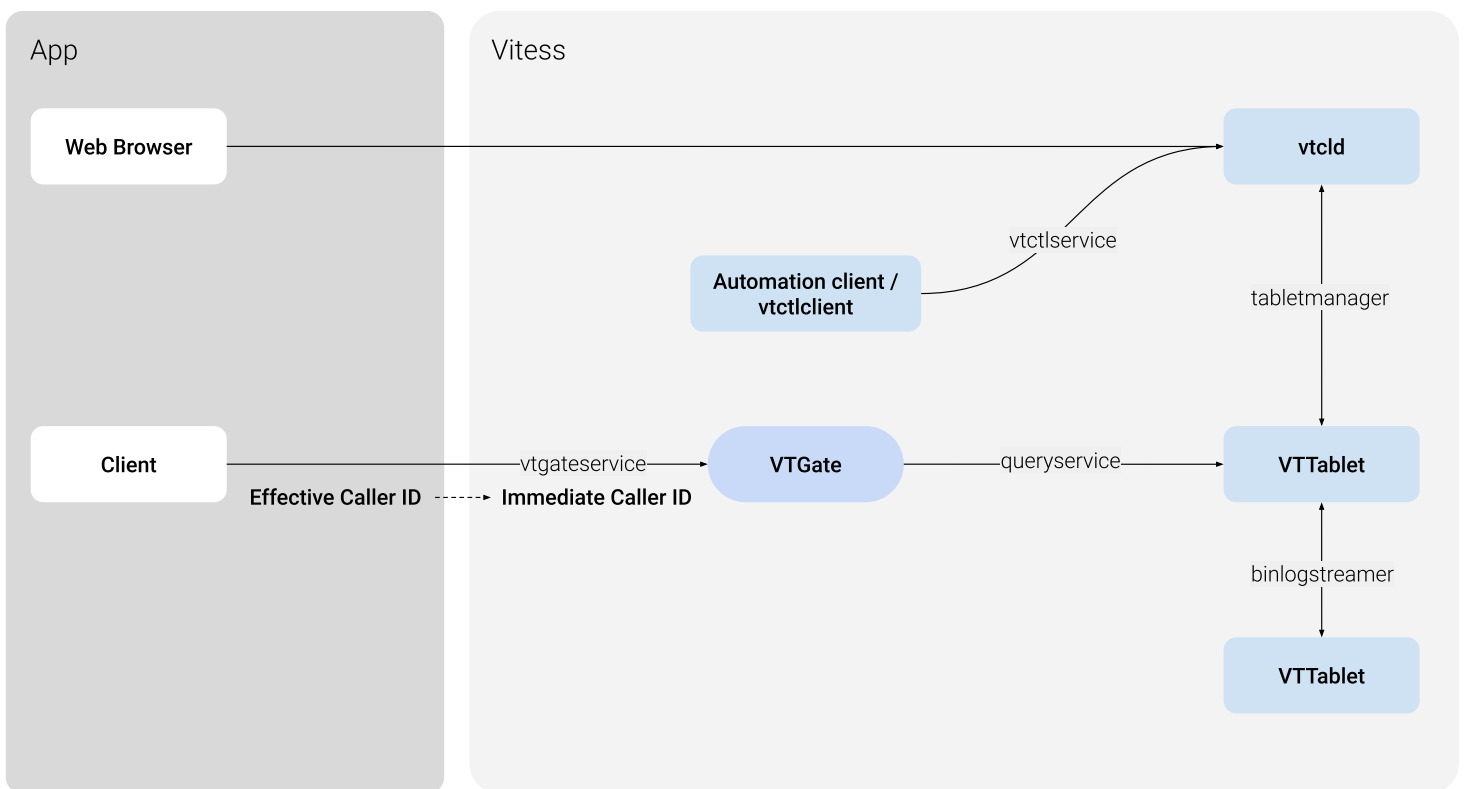 App
Vitess
Web Browser
vtcld
vtctlservice
Automation client /
vtctlclient
tabletmanager
Client
vtgateservice
VTGate
queryservice
VTTablet
Effective Caller ID
Immediate Caller ID
binlogstreamer
VTTablet